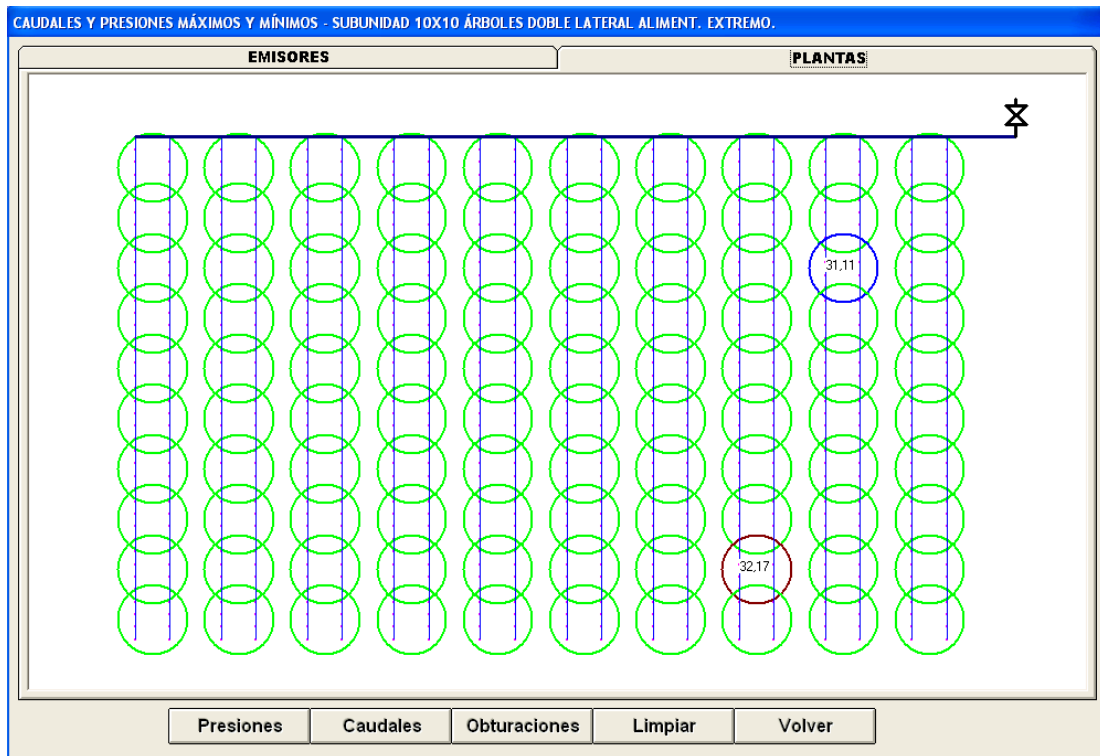 CAUDALES Y PRESIONES MÁXIMOS Y MÍNIMOS - SUBUNIDAD 10X10 ÁRBOLES DOBLE LATERAL ALIMENT. EXTREMO.
EMISORES PLANTAS
31,11
32,17
Presiones Caudales Obturaciones Limpiar Volver